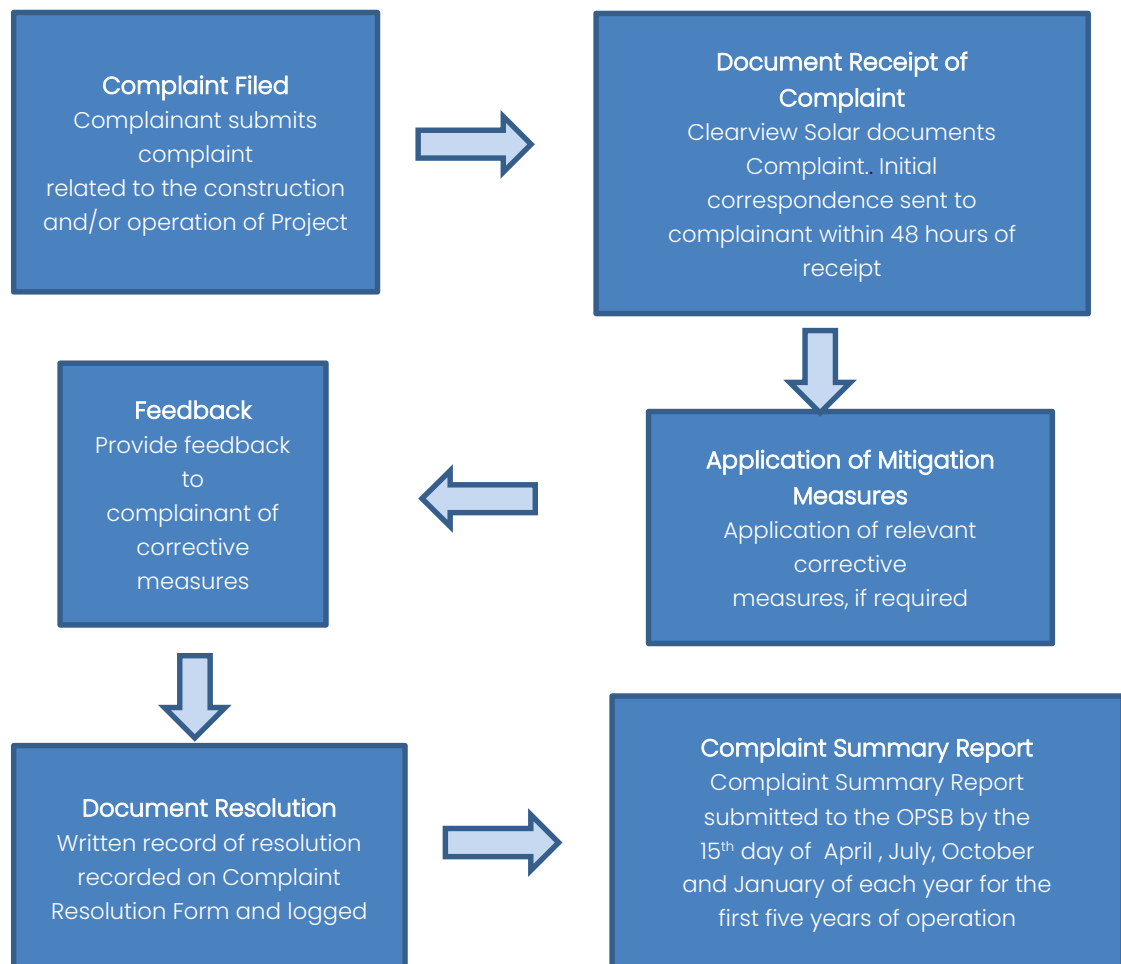 Complaint Filed
Complainant submits
complaint
related to the construction
and/or operation of Project
Document Receipt of
Complaint
Clearview Solar documents
Complaint.. Initial
correspondence sent to
complainant within 48 hours of
receipt
Application of Mitigation
Measures
Application of relevant
corrective
measures, if required
Feedback
Provide feedback
to
complainant of
corrective
measures
Document Resolution
Written record of resolution
recorded on Complaint
Resolution Form and logged
Complaint Summary Report
Complaint Summary Report
submitted to the OPSB by the
15th day of  April , July, October
and January of each year for the
first five years of operation